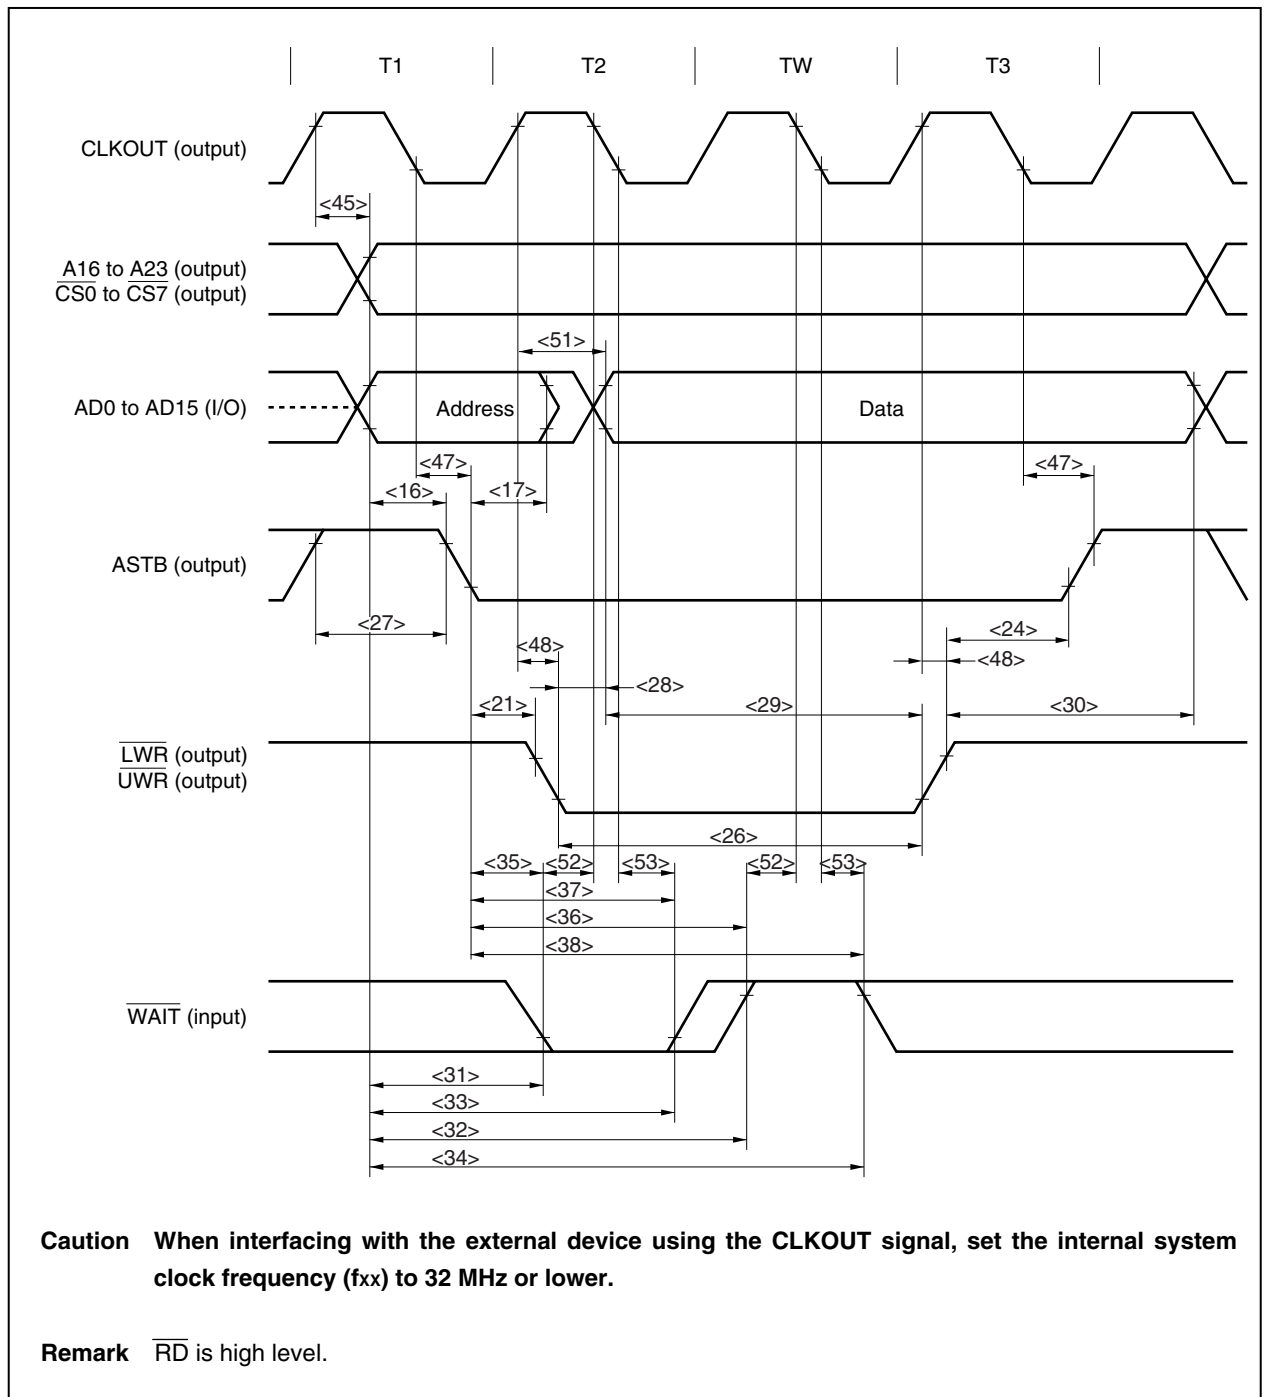 T1 T2 TW T3
CLKOUT (output)
<45>
A16 to A23 (output)
CS0 to CS7 (output)
<51>
AD0 to AD15 (I/O) Address Data
<47> <47>
<16> <17>
ASTB (output)
<27> <24>
<48> <48>
<28>
<21> <29> <30>
LWR (output)
UWR (output)
<26>
<35> <52> <53> <52> <53>
<37>
<36>
<38>
WAIT (input)
<31>
<33>
<32>
<34>
Caution When interfacing with the external device using the CLKOUT signal, set the internal system
clock frequency (fxx) to 32 MHz or lower.
Remark RD is high level.